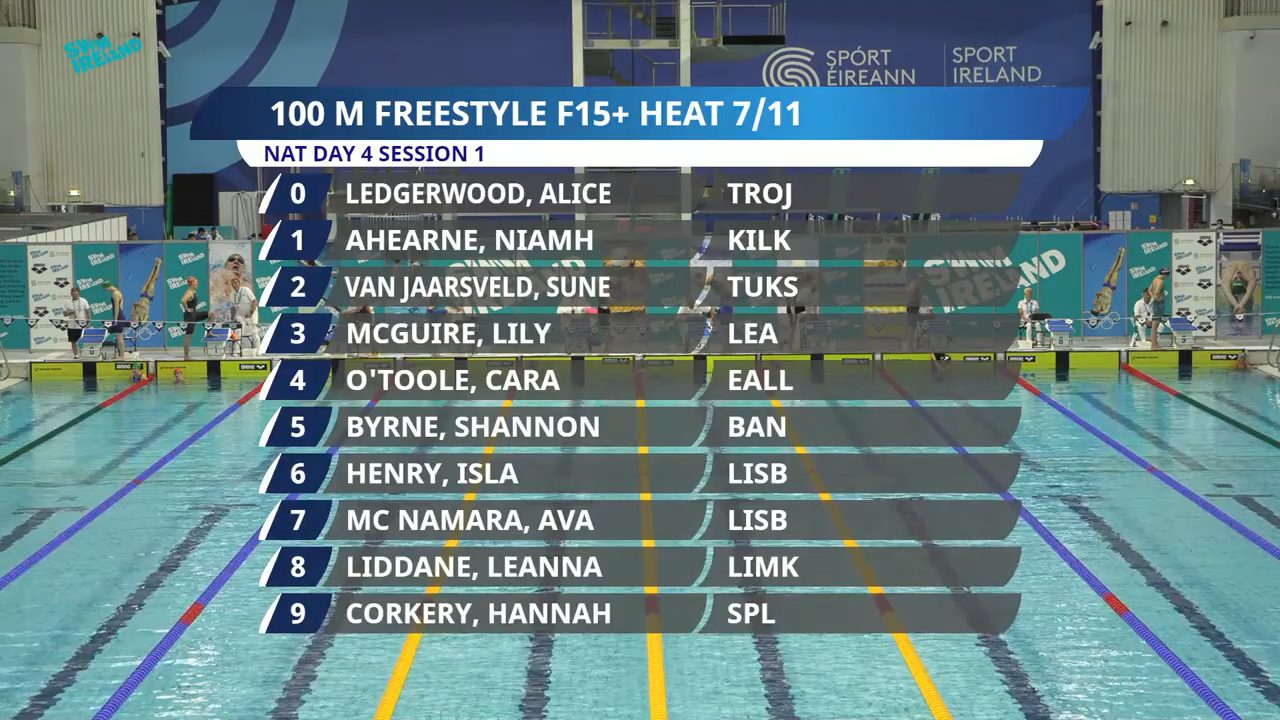 SWIM IRELAND
SPÓRT ÉIREANN
SPORT IRELAND
100 M FREESTYLE F15+ HEAT 7/11
NAT DAY 4 SESSION 1
0 LEDGERWOOD, ALICE TROJ
1 AHEARNE, NIAMH KILK
2 VAN JAARSVELD, SUNE TUKS
3 MCGUIRE, LILY LEA
4 O'TOOLE, CARA EALL
5 BYRNE, SHANNON BAN
6 HENRY, ISLA LISB
7 MC NAMARA, AVA LISB
8 LIDDANE, LEANNA LIMK
9 CORKERY, HANNAH SPL